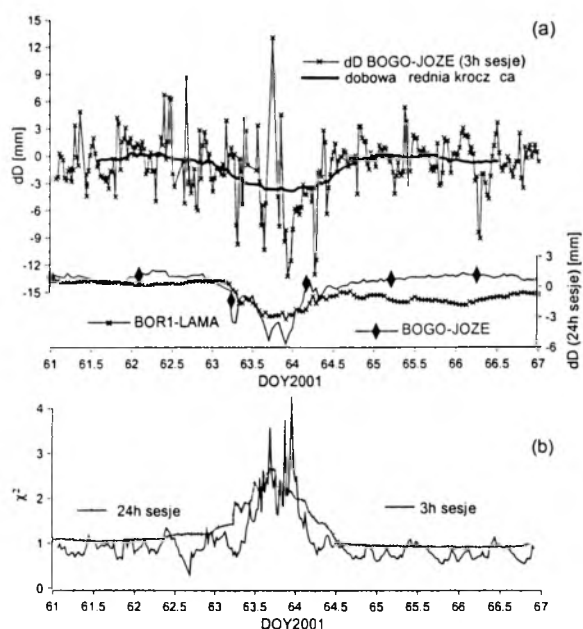 (a)
dD BOGO-JOZE (3h sesje)
dobowa rednia krocz ca
dD [mm]
15
12
9
6
3
0
-3
-6
-9
-12
-15
3
0
-3
-6
dD (24h sesje) [mm]
BOR1-LAMA
BOGO-JOZE
61 61.5 62 62.5 63 63.5 64 64.5 65 65.5 66 66.5 67
DOY2001
(b)
χ²
4
3
2
1
0
24h sesje
3h sesje
61 61.5 62 62.5 63 63.5 64 64.5 65 65.5 66 66.5 67
DOY2001